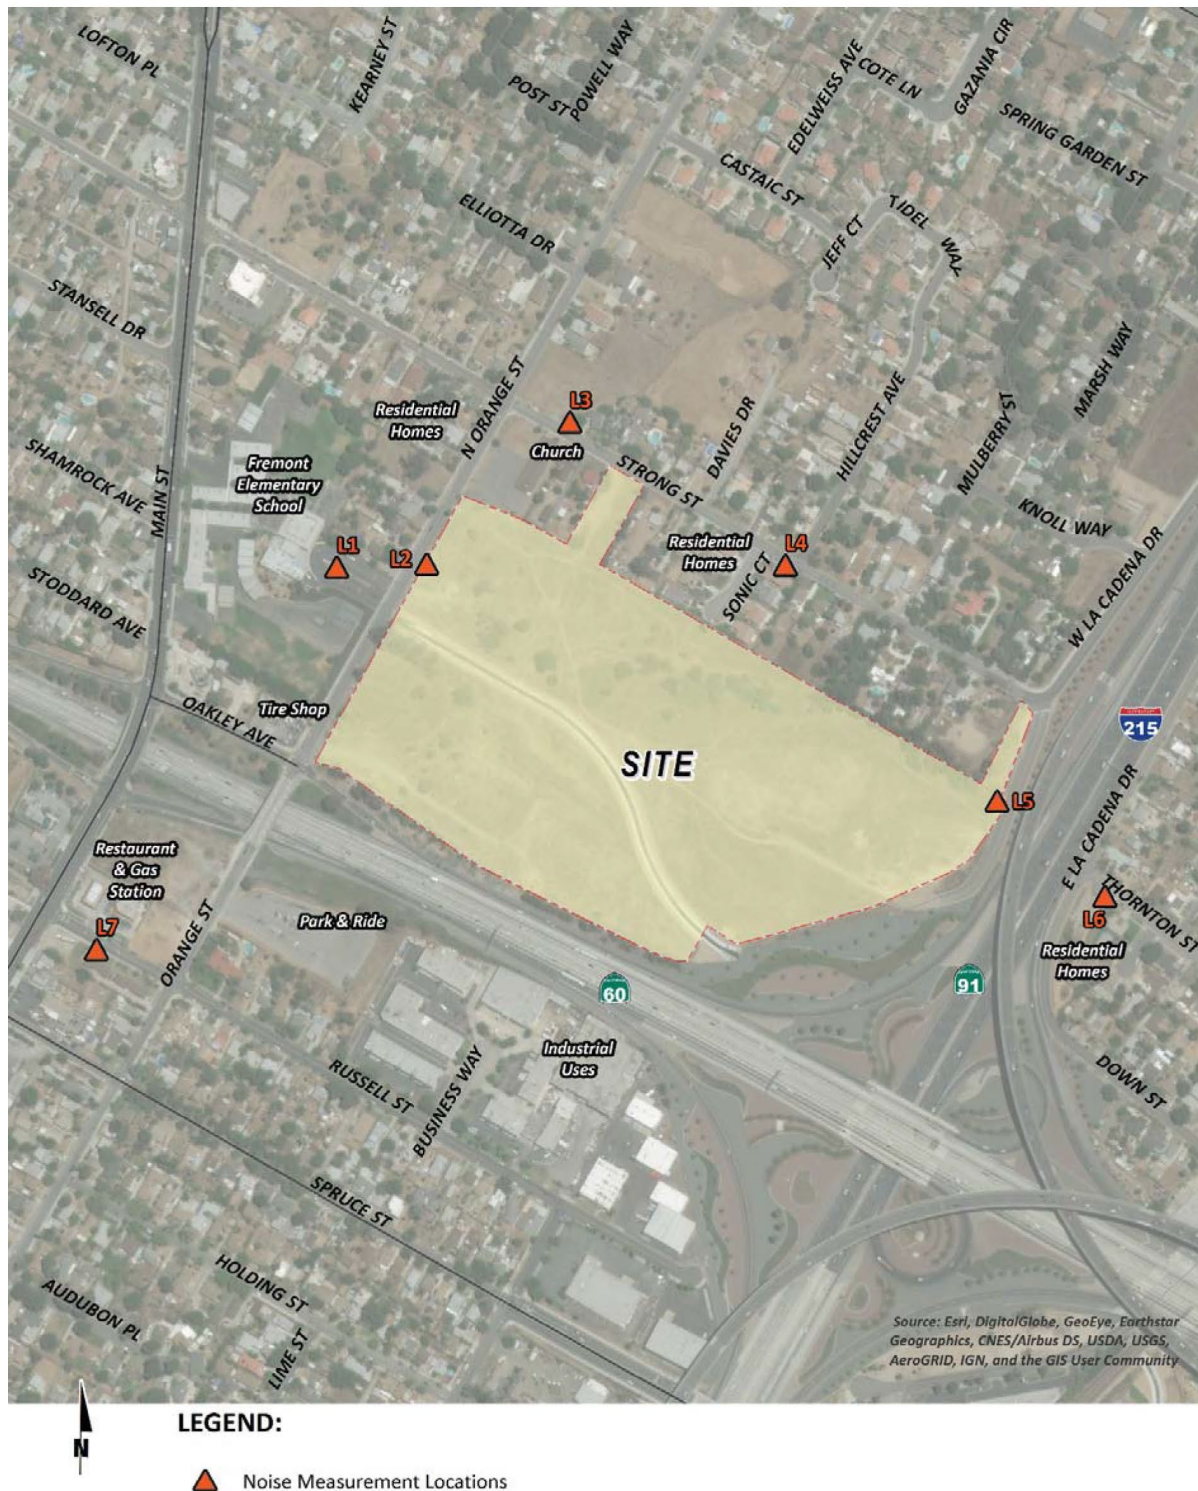 LOFTON PL
KEARNEY ST
POST ST
POWELL WAY
EDELWEISS AVE
COTE LN
GAZANIA CIR
SPRING GARDEN ST
CASTAIC ST
ELLIOTTA DR
JEFF CT
TIDEL WAY
STANSELL DR
MARSH WAY
N ORANGE ST
Residential
Homes
L3
Church
DAVIES DR
HILLCREST AVE
MULBERRY ST
SHAMROCK AVE
MAIN ST
Fremont
Elementary
School
STRONG ST
KNOLL WAY
L1
L2
Residential
Homes
L4
SONIC CT
W LA CADENA DR
STODDARD AVE
OAKLEY AVE
Tire Shop
SITE
215
L5
E LA CADENA DR
Restaurant
& Gas
Station
THORNTON ST
L6
Residential
Homes
L7
ORANGE ST
Park & Ride
60
91
RUSSELL ST
BUSINESS WAY
Industrial
Uses
DOWN ST
SPRUCE ST
HOLDING ST
AUDUBON PL
LIME ST
Source: Esri, DigitalGlobe, GeoEye, Earthstar
Geographics, CNES/Airbus DS, USDA, USGS,
AeroGRID, IGN, and the GIS User Community
N
LEGEND:
Noise Measurement Locations